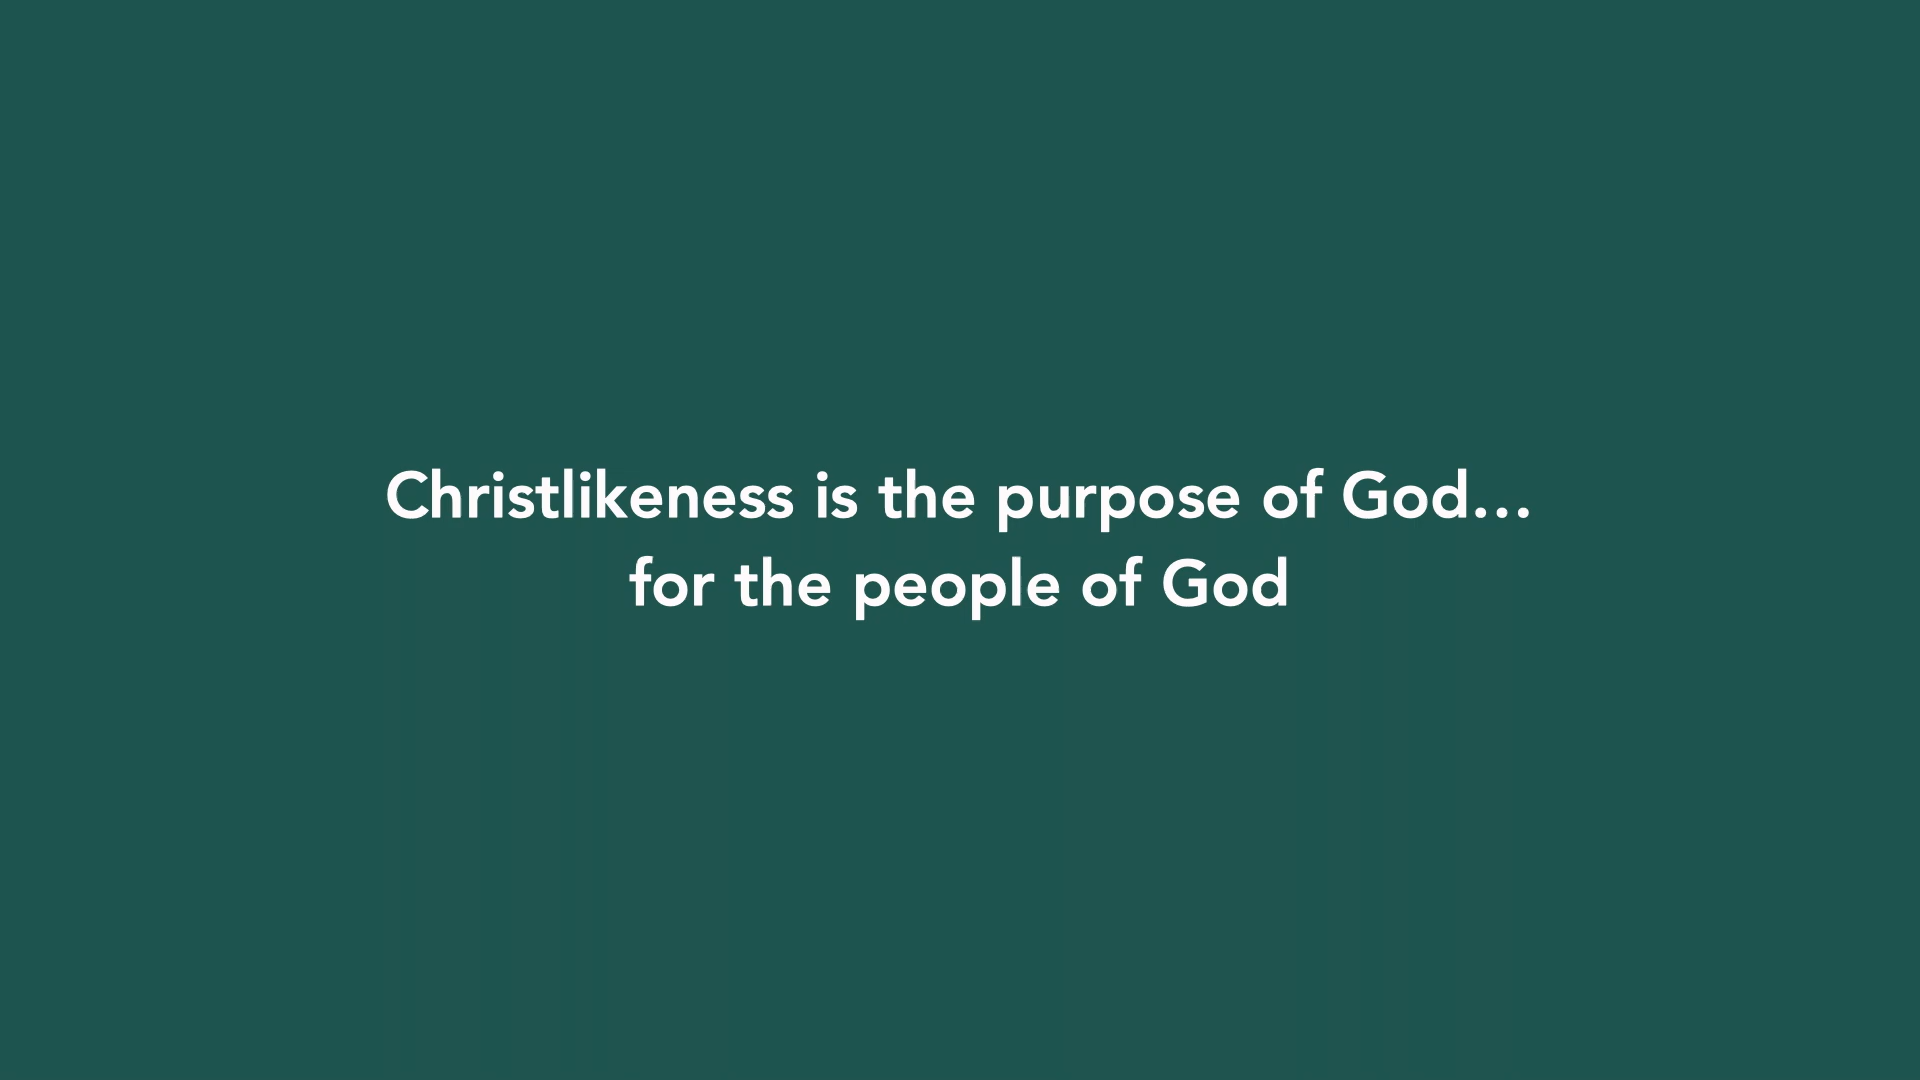 Christlikeness is the purpose of God…
for the people of God